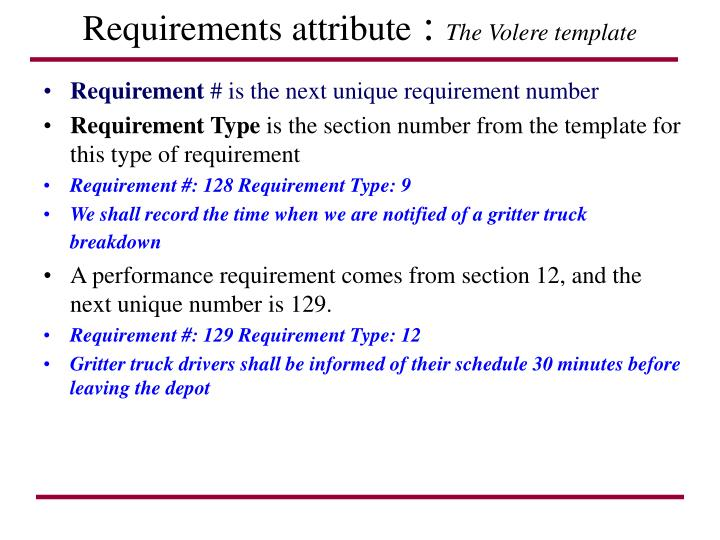 Requirements attribute : The Volere template
• Requirement # is the next unique requirement number
• Requirement Type is the section number from the template for
this type of requirement
• Requirement #: 128 Requirement Type: 9
• We shall record the time when we are notified of a gritter truck
breakdown
• A performance requirement comes from section 12, and the
next unique number is 129.
• Requirement #: 129 Requirement Type: 12
• Gritter truck drivers shall be informed of their schedule 30 minutes before
leaving the depot